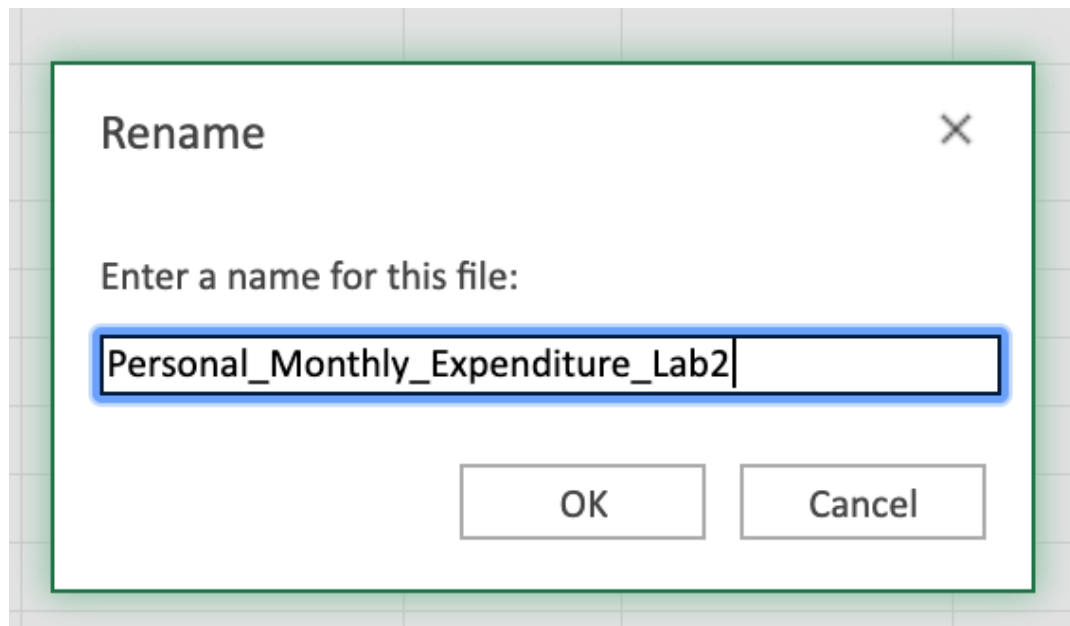 Rename
Enter a name for this file:
Personal_Monthly_Expenditure_Lab2
OK
Cancel